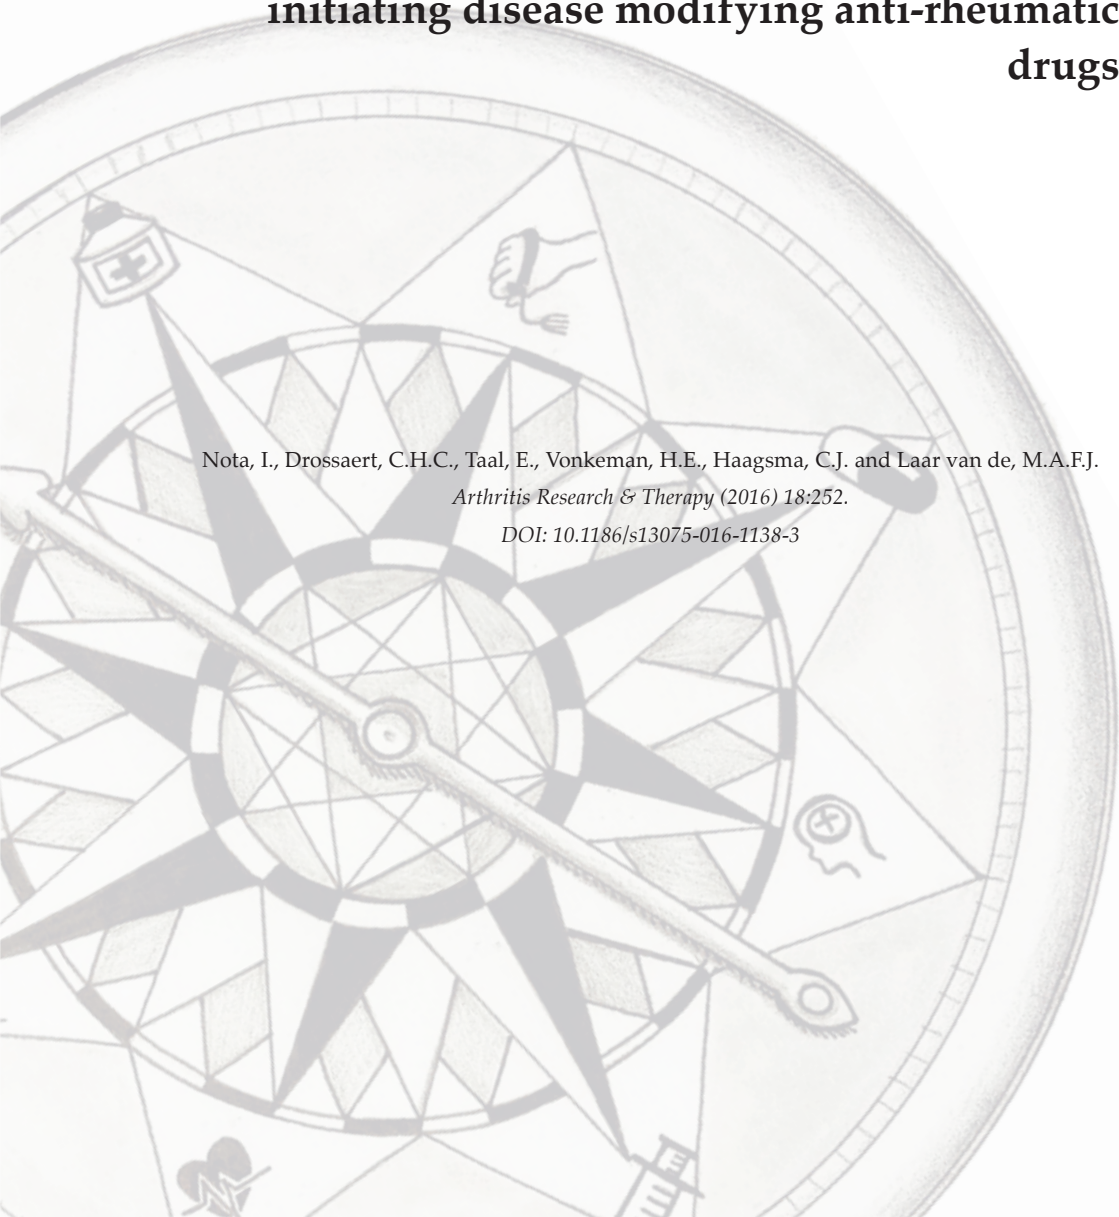 initiating disease modifying anti-rheumatic
drugs
Nota, I., Drossaert, C.H.C., Taal, E., Vonkeman, H.E., Haagsma, C.J. and Laar van de, M.A.F.J.
Arthritis Research & Therapy (2016) 18:252.
DOI: 10.1186/s13075-016-1138-3